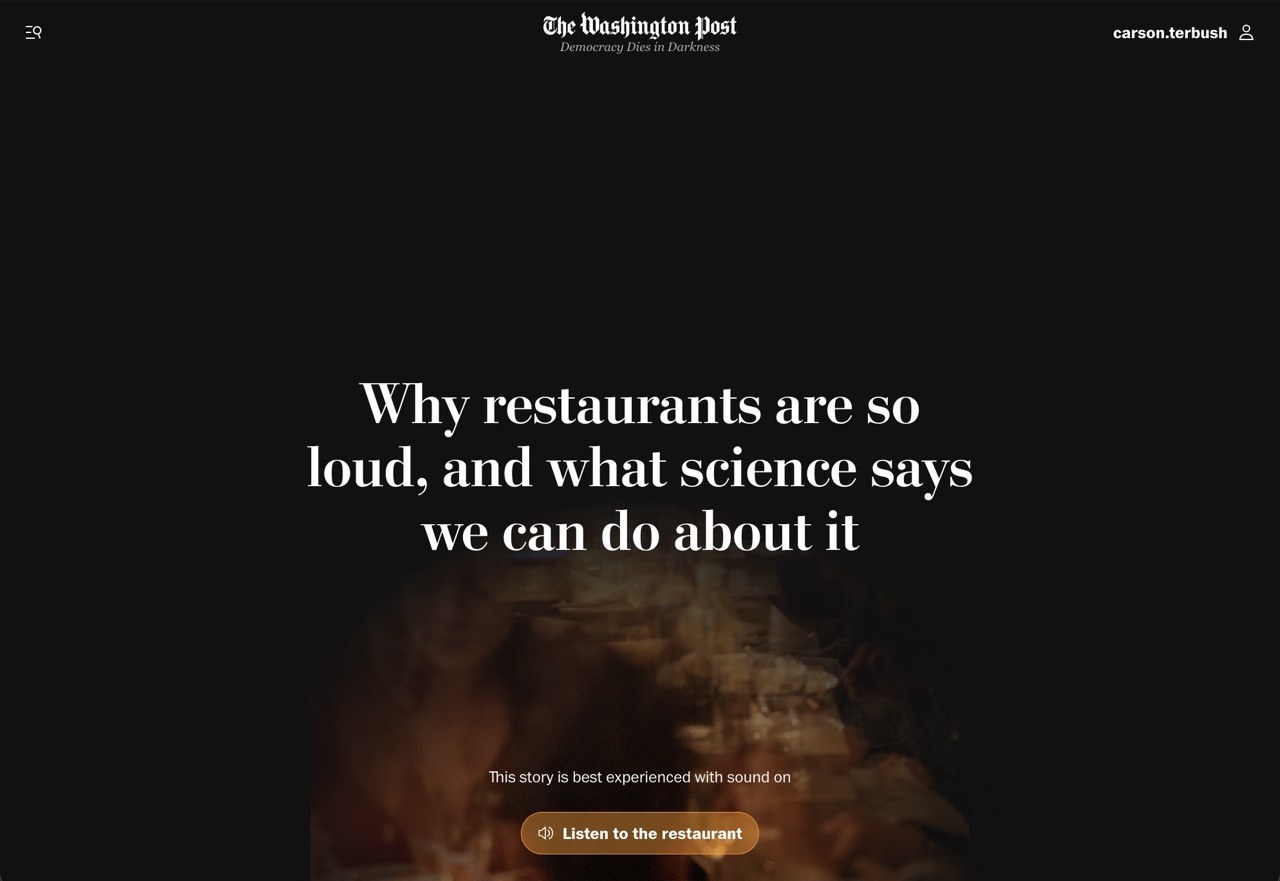 The Washington Post
Democracy Dies in Darkness
carson.terbush
Why restaurants are so
loud, and what science says
we can do about it
This story is best experienced with sound on
Listen to the restaurant